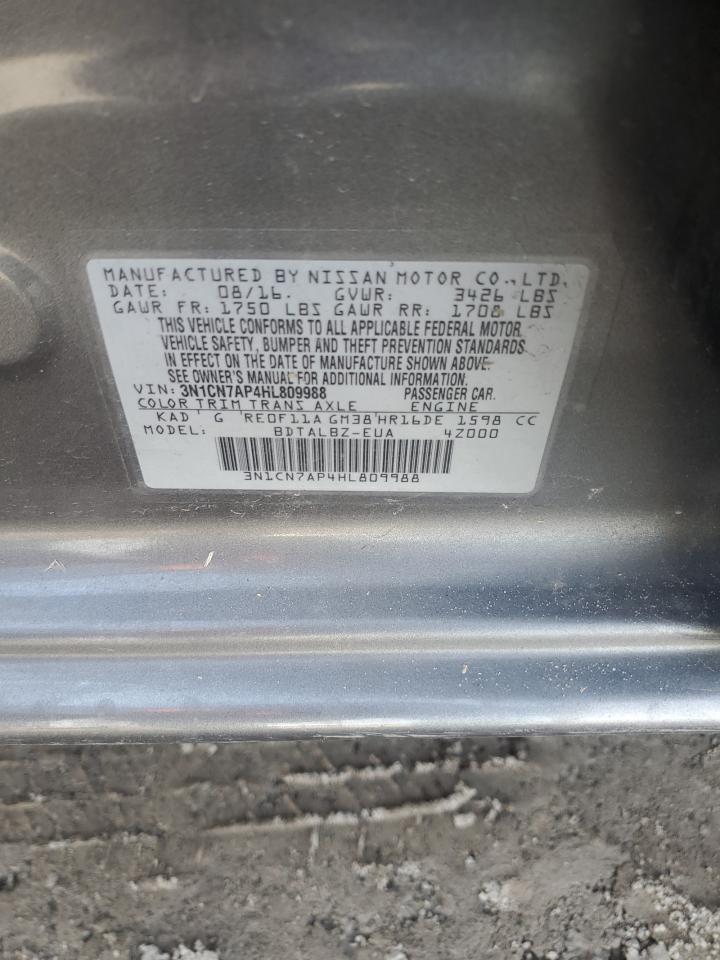 MANUFACTURED BY NISSAN MOTOR CO., LTD.
DATE: 08/16. GVWR: 3426 LBS
GAWR FR: 1750 LBS GAWR RR: 1708 LBS
THIS VEHICLE CONFORMS TO ALL APPLICABLE FEDERAL MOTOR
VEHICLE SAFETY, BUMPER AND THEFT PREVENTION STANDARDS
IN EFFECT ON THE DATE OF MANUFACTURE SHOWN ABOVE.
SEE OWNER'S MANUAL FOR ADDITIONAL INFORMATION.
VIN: 3N1CN7AP4HL809988 PASSENGER CAR.
COLOR TRIM TRANS AXLE ENGINE
KAD G RE0F11A GM38 HR16DE 1598 CC
MODEL: BDTALBZ-EUA 4Z000
3N1CN7AP4HL809988